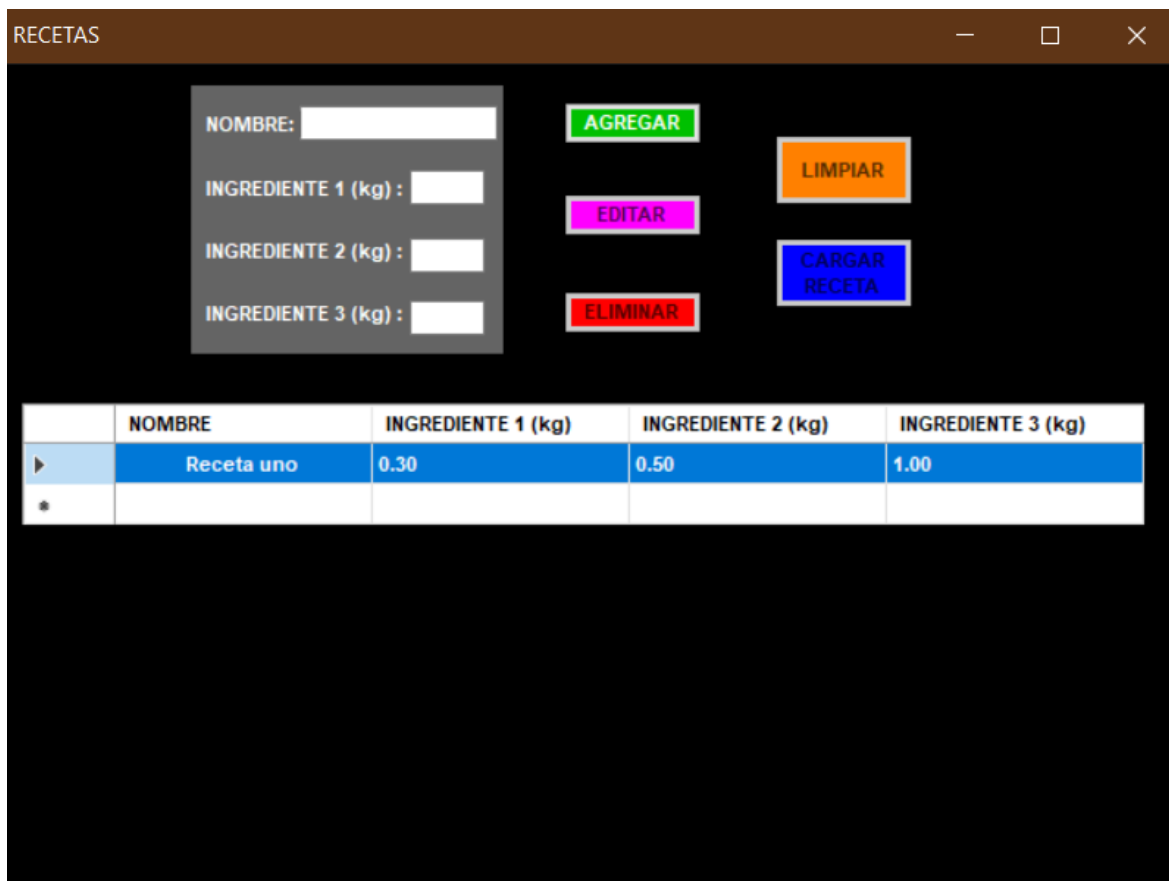 RECETAS
NOMBRE:
INGREDIENTE 1 (kg) :
INGREDIENTE 2 (kg) :
INGREDIENTE 3 (kg) :
AGREGAR
EDITAR
ELIMINAR
LIMPIAR
CARGAR
RECETA
NOMBRE INGREDIENTE 1 (kg) INGREDIENTE 2 (kg) INGREDIENTE 3 (kg)
Receta uno 0.30 0.50 1.00